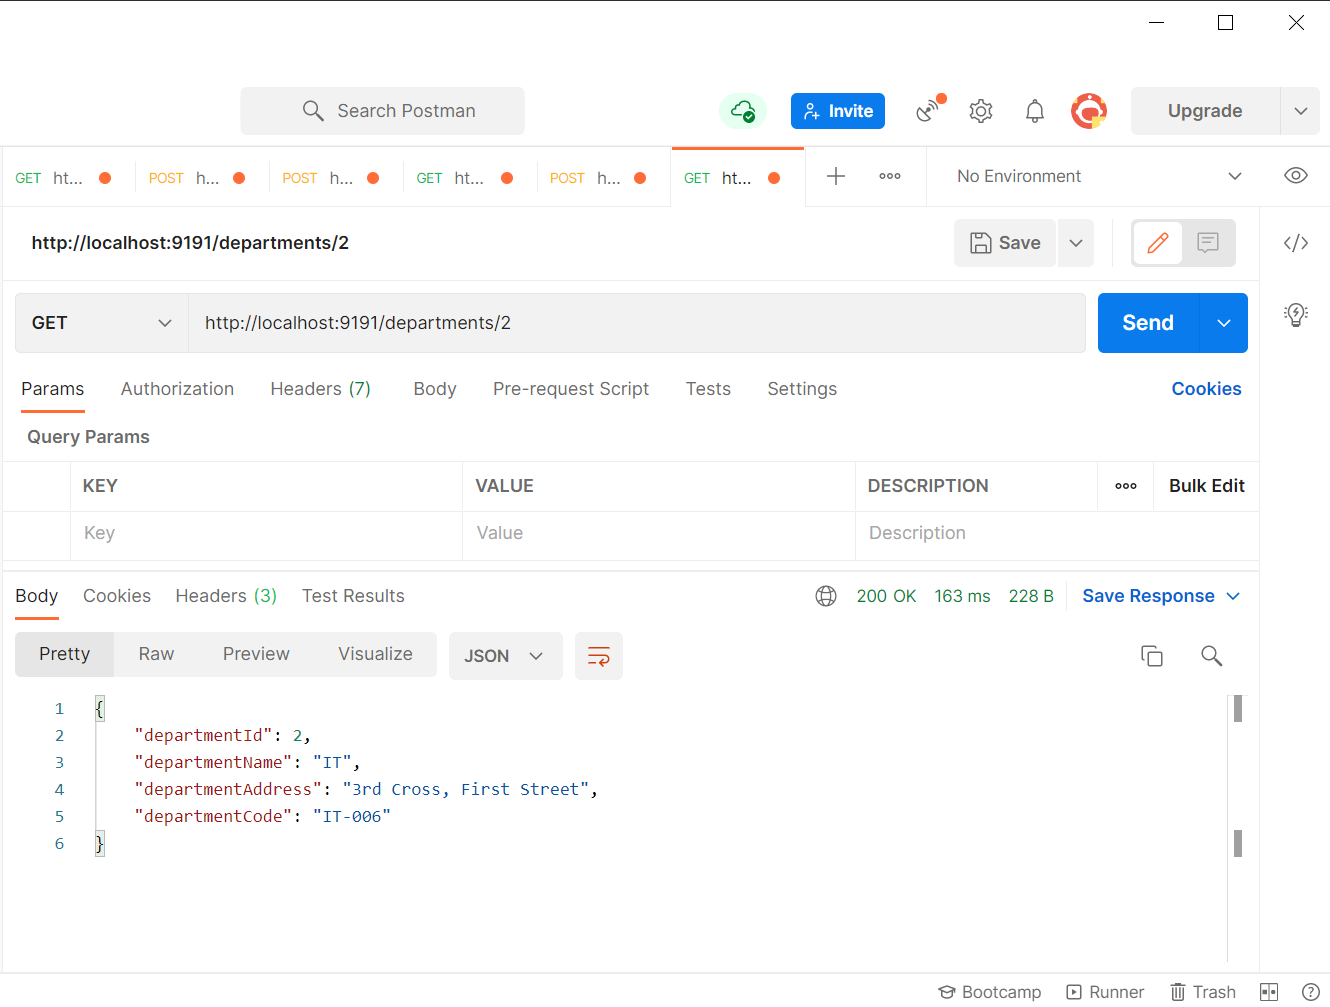 Search Postman
Invite
Upgrade
GET ht...
POST h...
POST h...
GET ht...
POST h...
GET ht...
No Environment
http://localhost:9191/departments/2
Save
GET
http://localhost:9191/departments/2
Send
Params Authorization Headers (7) Body Pre-request Script Tests Settings Cookies
Query Params
KEY VALUE DESCRIPTION Bulk Edit
Key Value Description
Body Cookies Headers (3) Test Results 200 OK 163 ms 228 B Save Response
Pretty Raw Preview Visualize JSON
1 {
2 "departmentId": 2,
3 "departmentName": "IT",
4 "departmentAddress": "3rd Cross, First Street",
5 "departmentCode": "IT-006"
6 }
Bootcamp Runner Trash